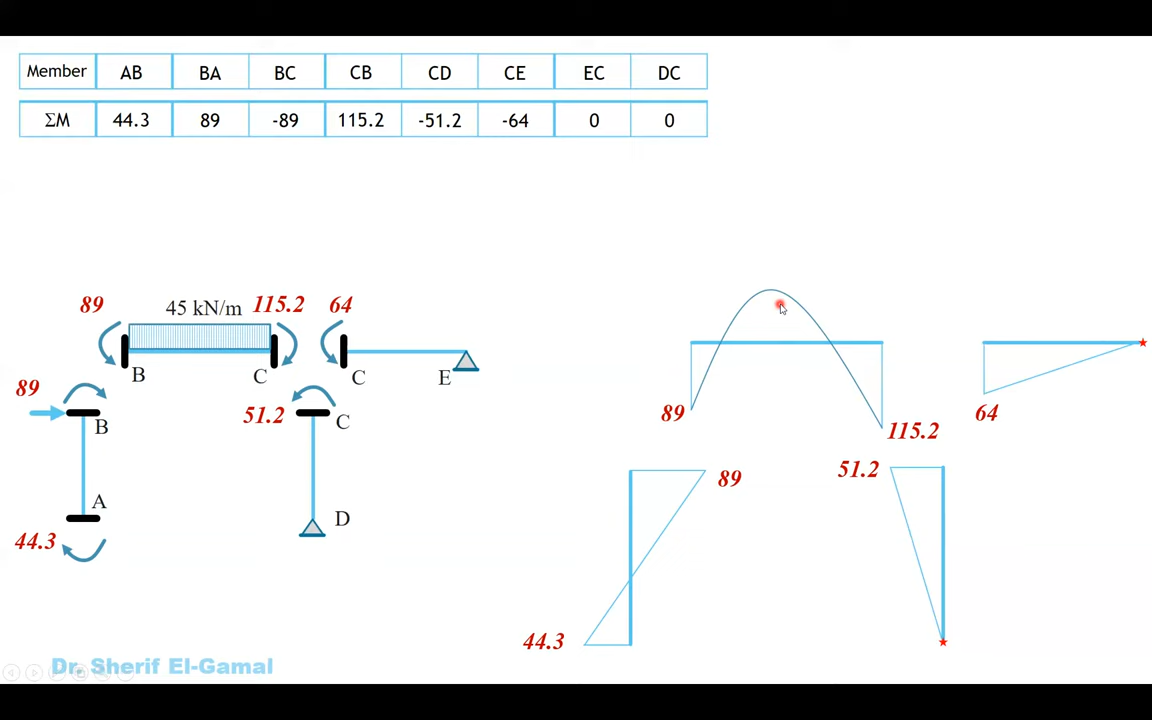 Member AB BA BC CB CD CE EC DC
ΣM 44.3 89 -89 115.2 -51.2 -64 0 0
89 45 kN/m 115.2 64
B C C E
89
B 51.2 C
A
44.3 D
89 115.2 64
89 51.2
44.3
Dr. Sherif El-Gamal